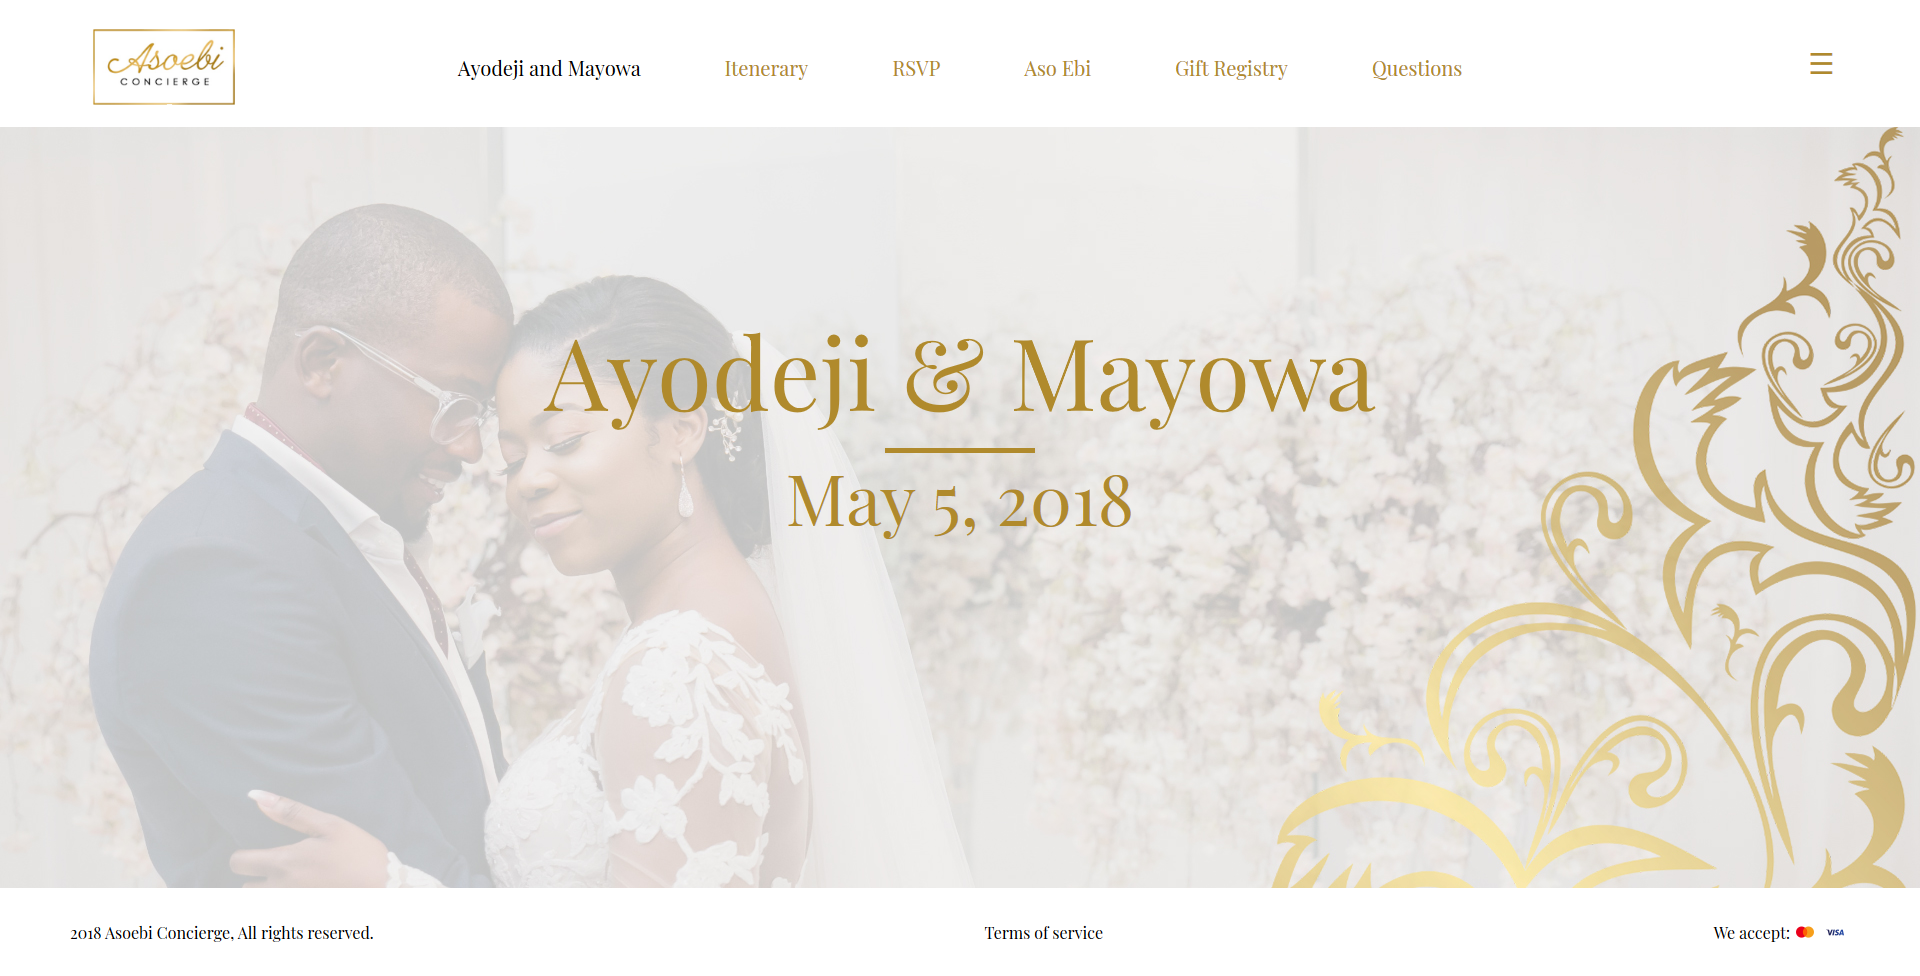 Asoebi
CONCIERGE
Ayodeji and Mayowa
Itenerary
RSVP
Aso Ebi
Gift Registry
Questions
Ayodeji & Mayowa
May 5, 2018
2018 Asoebi Concierge, All rights reserved.
Terms of service
We accept:
VISA